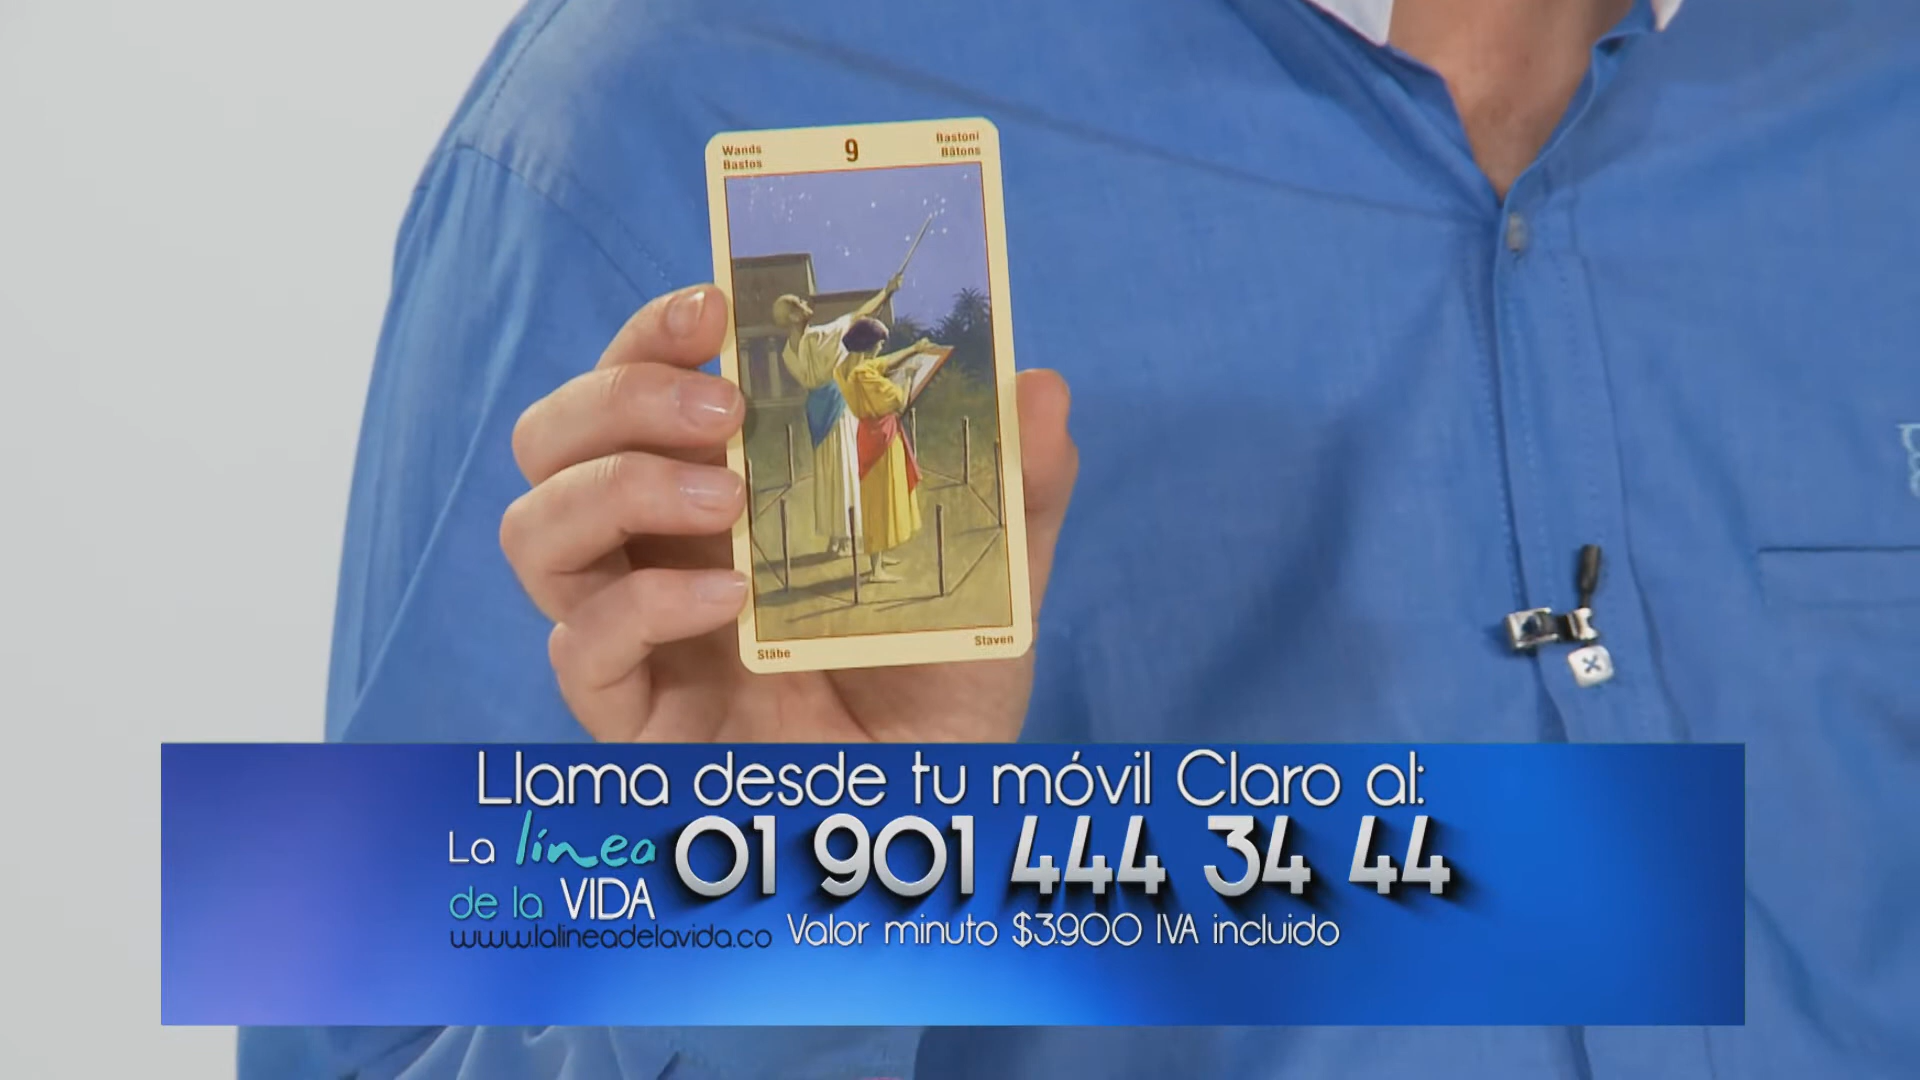 Wands
Bastos
9
Bastoni
Bâtons
Stäbe
Staven
Llama desde tu móvil Claro al:
La línea
de la VIDA
01 901 444 34 44
www.lalineadelavida.co
Valor minuto $3.900 IVA incluido